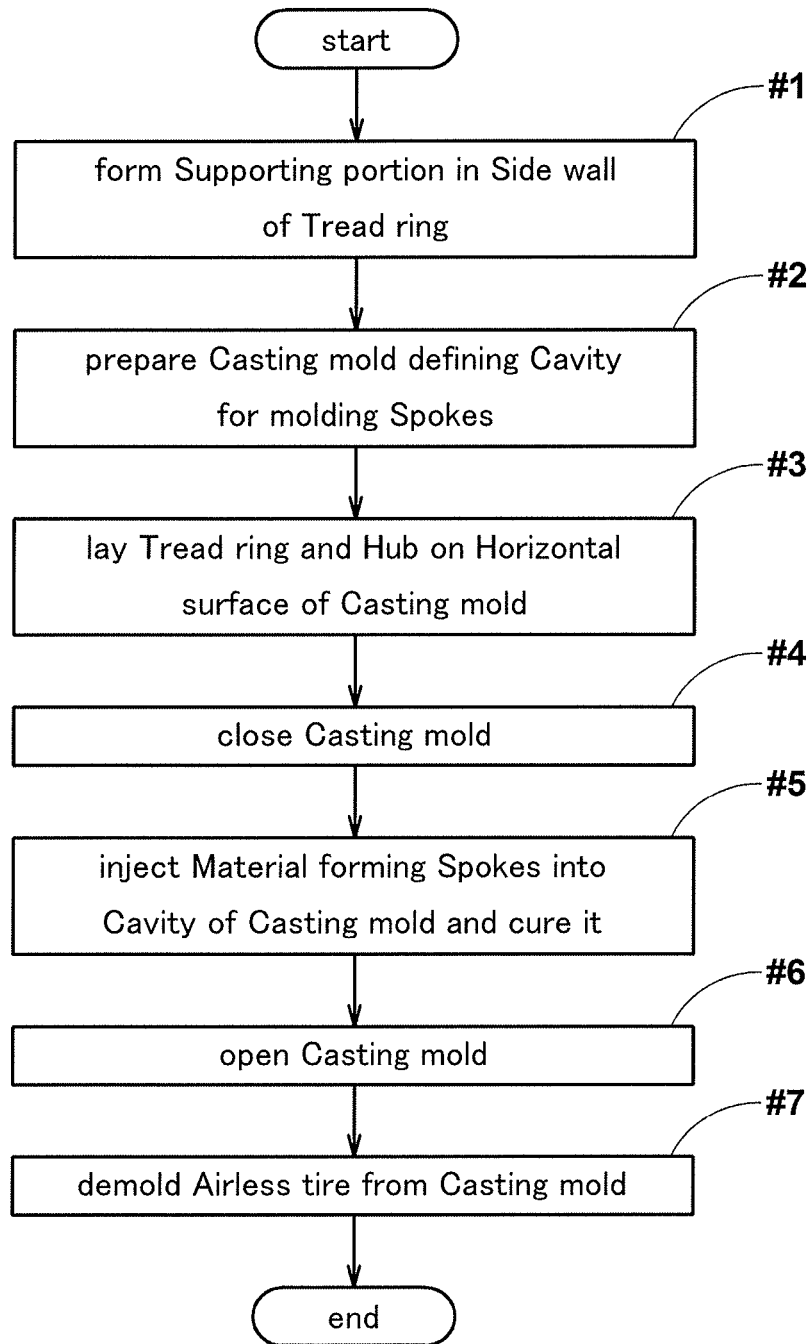 start
#1
form Supporting portion in Side wall
of Tread ring
#2
prepare Casting mold defining Cavity
for molding Spokes
#3
lay Tread ring and Hub on Horizontal
surface of Casting mold
#4
close Casting mold
#5
inject Material forming Spokes into
Cavity of Casting mold and cure it
#6
open Casting mold
#7
demold Airless tire from Casting mold
end